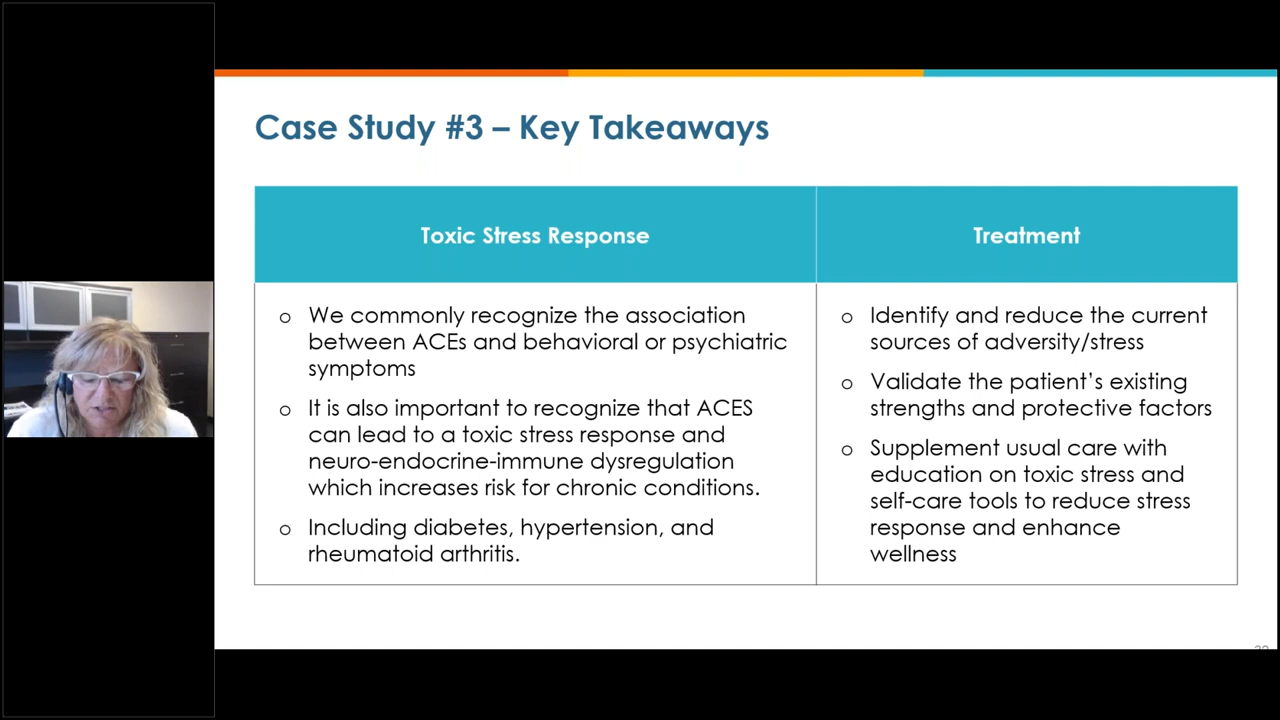 Case Study #3 – Key Takeaways
Toxic Stress Response
Treatment
o We commonly recognize the association
between ACEs and behavioral or psychiatric
symptoms
o It is also important to recognize that ACES
can lead to a toxic stress response and
neuro-endocrine-immune dysregulation
which increases risk for chronic conditions.
o Including diabetes, hypertension, and
rheumatoid arthritis.
o Identify and reduce the current
sources of adversity/stress
o Validate the patient’s existing
strengths and protective factors
o Supplement usual care with
education on toxic stress and
self-care tools to reduce stress
response and enhance
wellness